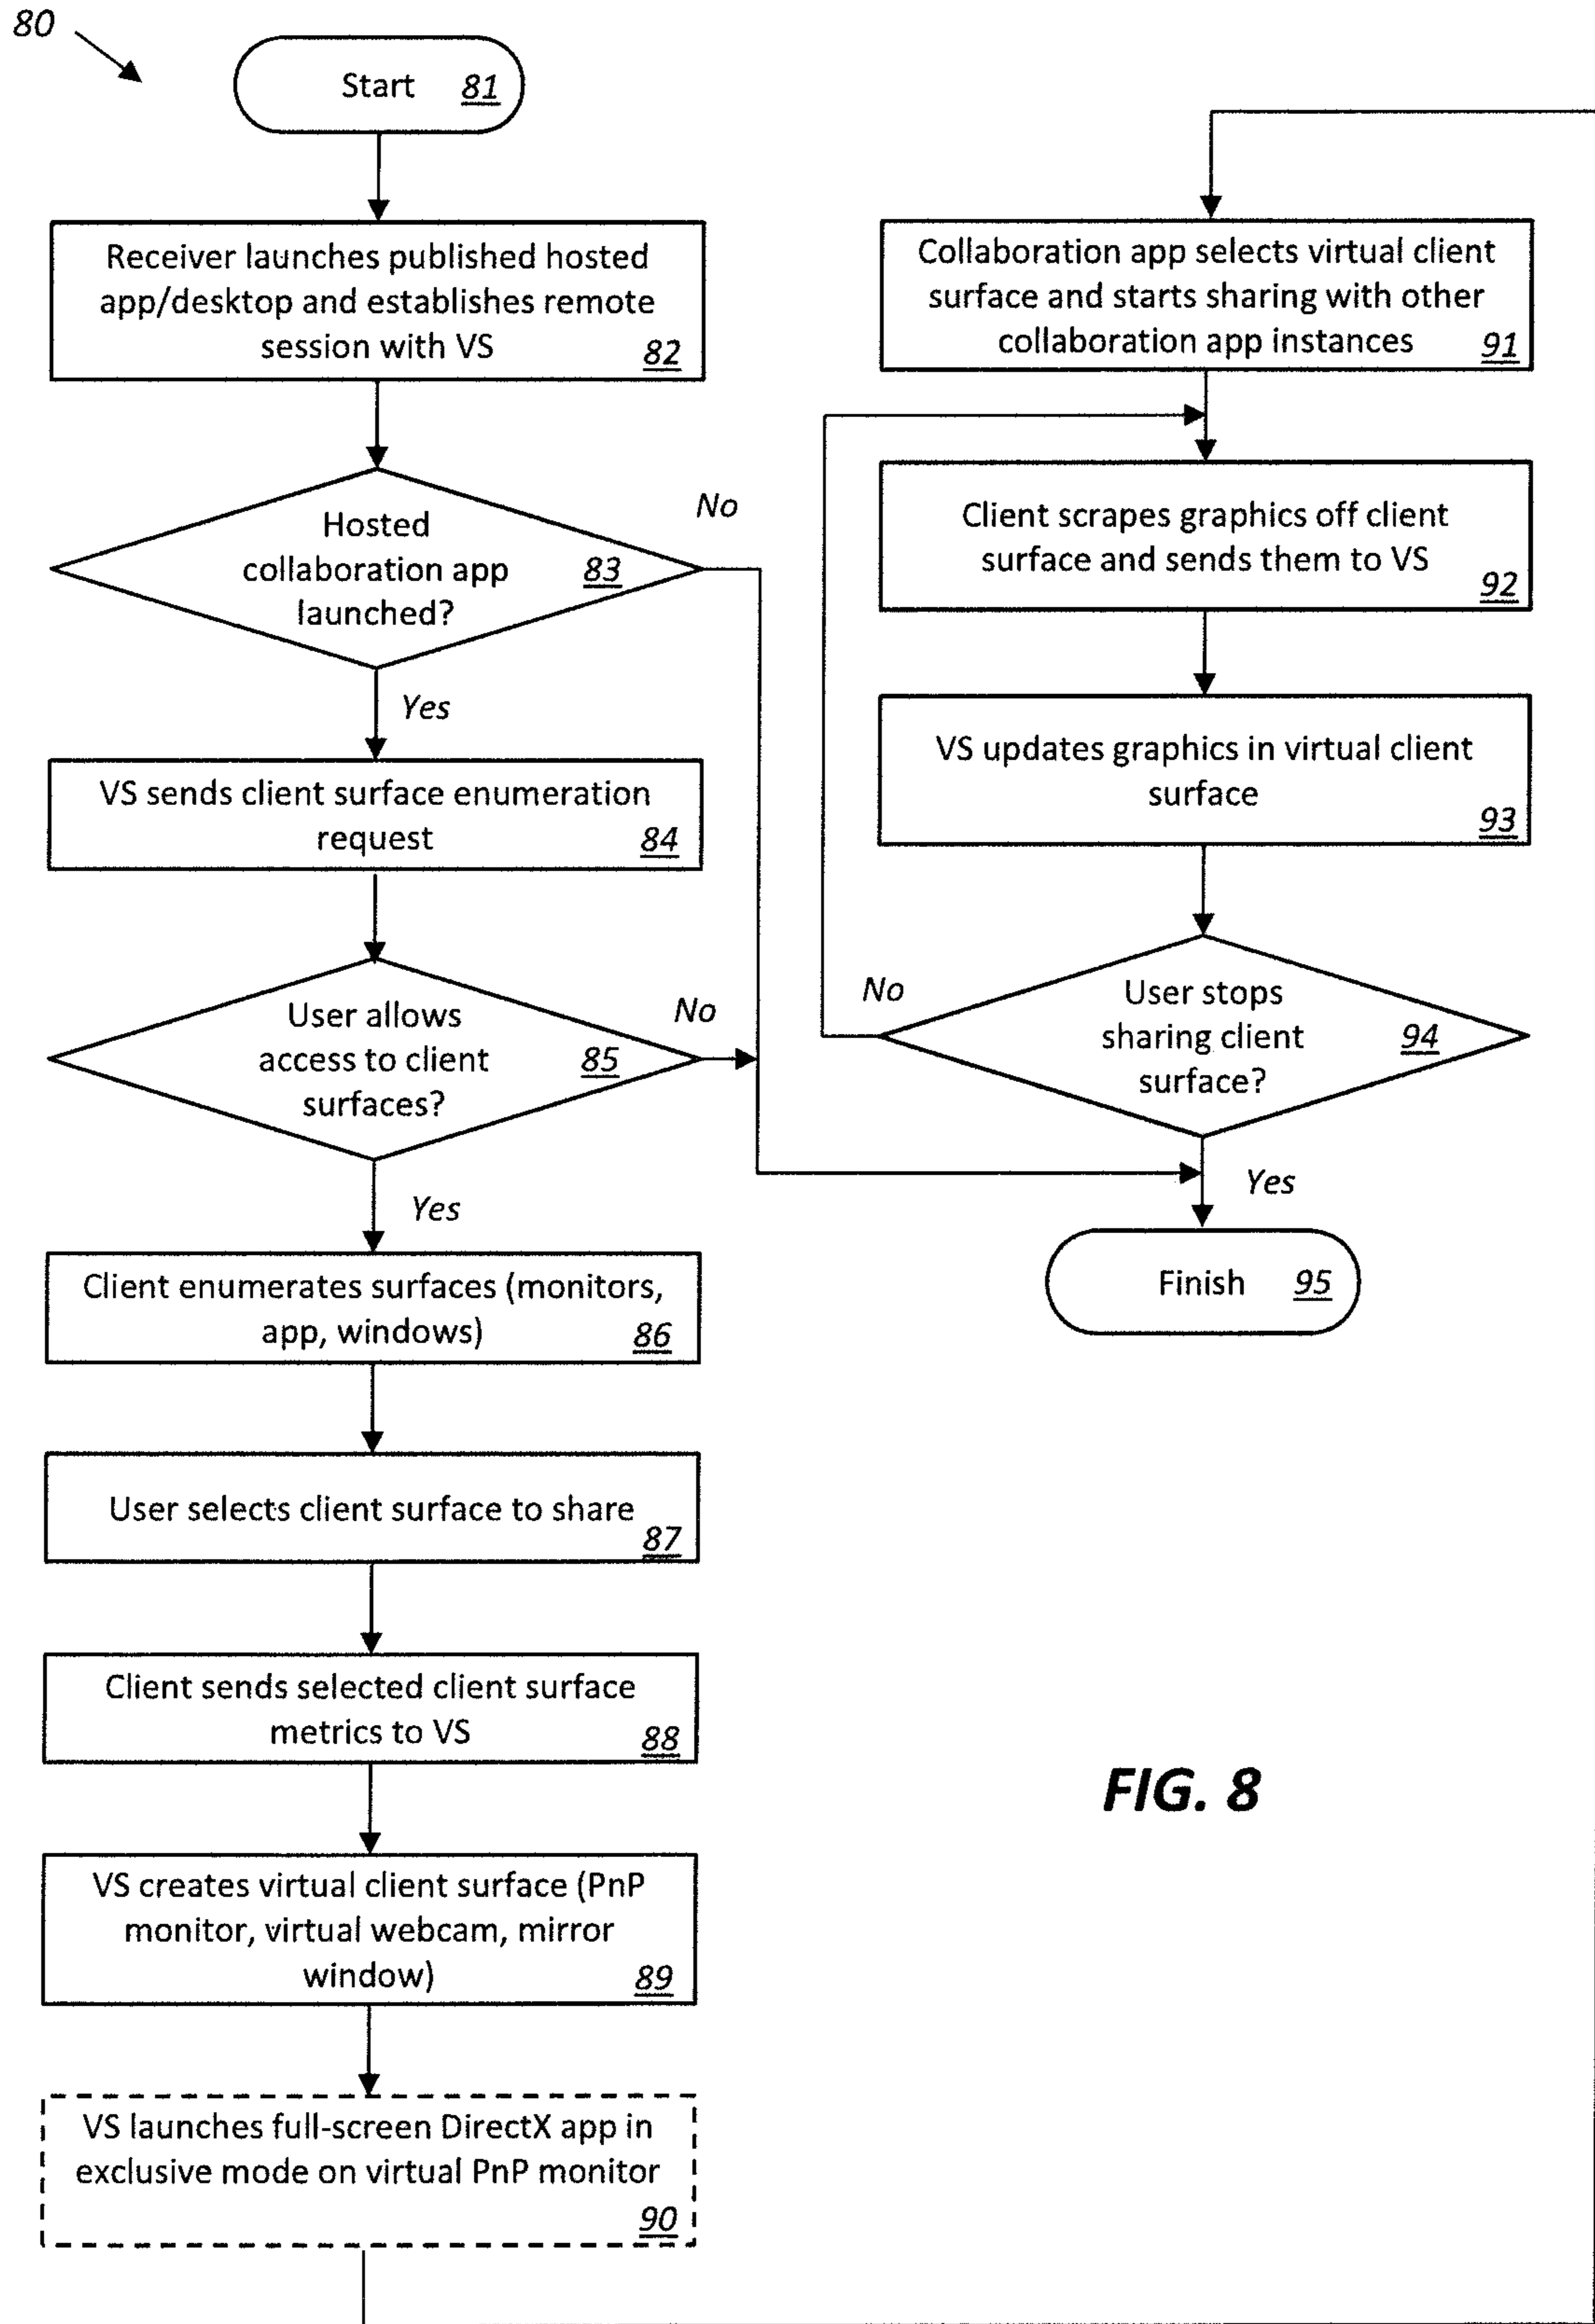 80
Start 81
Receiver launches published hosted
app/desktop and establishes remote
session with VS 82
Hosted
collaboration app 83
launched?
No
Yes
VS sends client surface enumeration
request 84
User allows
access to client 85
surfaces?
No
Yes
Client enumerates surfaces (monitors,
app, windows) 86
User selects client surface to share
87
Client sends selected client surface
metrics to VS 88
VS creates virtual client surface (PnP
monitor, virtual webcam, mirror
window) 89
VS launches full-screen DirectX app in
exclusive mode on virtual PnP monitor
90
Collaboration app selects virtual client
surface and starts sharing with other
collaboration app instances 91
Client scrapes graphics off client
surface and sends them to VS
92
VS updates graphics in virtual client
surface
93
No
User stops
sharing client 94
surface?
Yes
Finish 95
FIG. 8